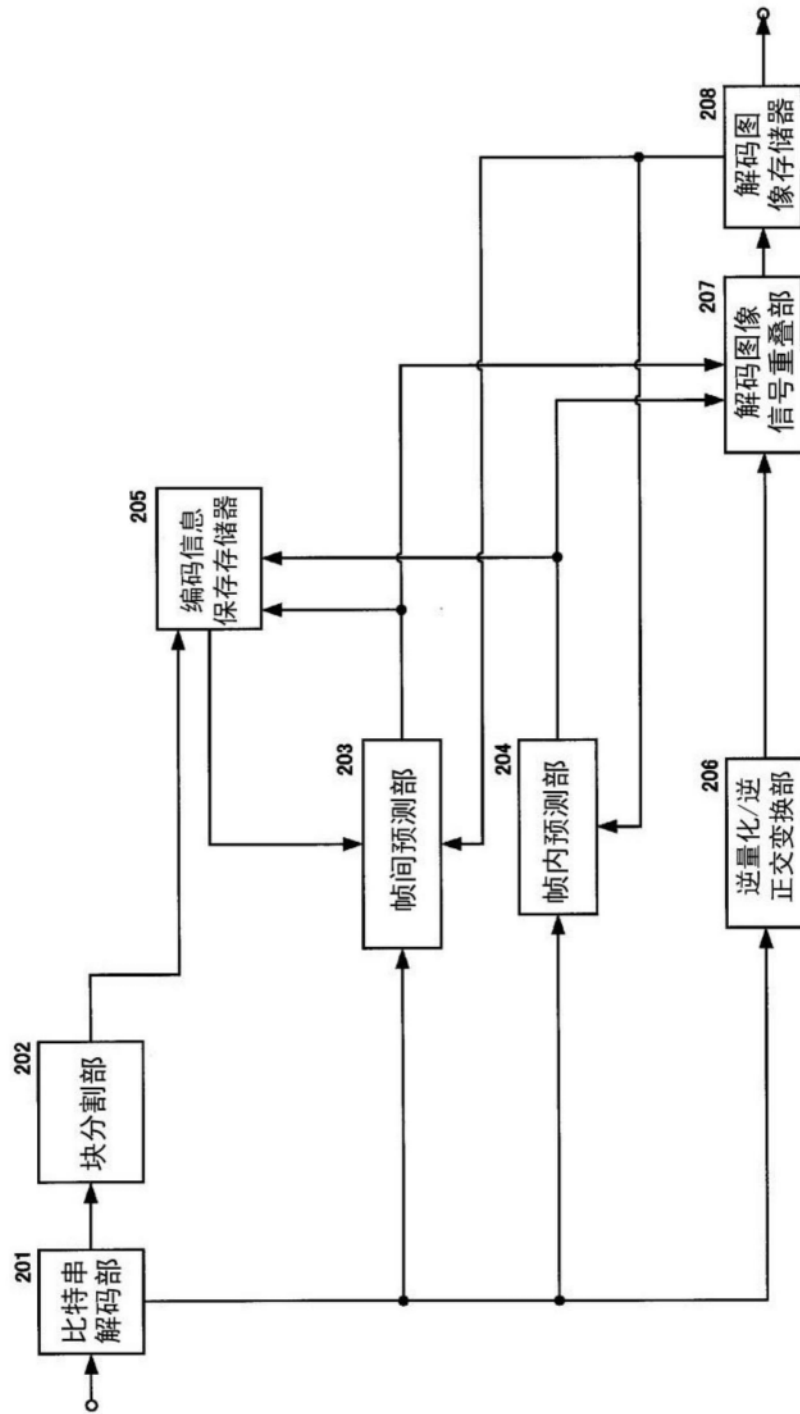 201
比特串
解码部
202
块分割部
203
帧间预测部
204
帧内预测部
205
编码信息
保存存储器
206
逆量化/逆
正交变换部
207
解码图像
信号重叠部
208
解码图
像存储器